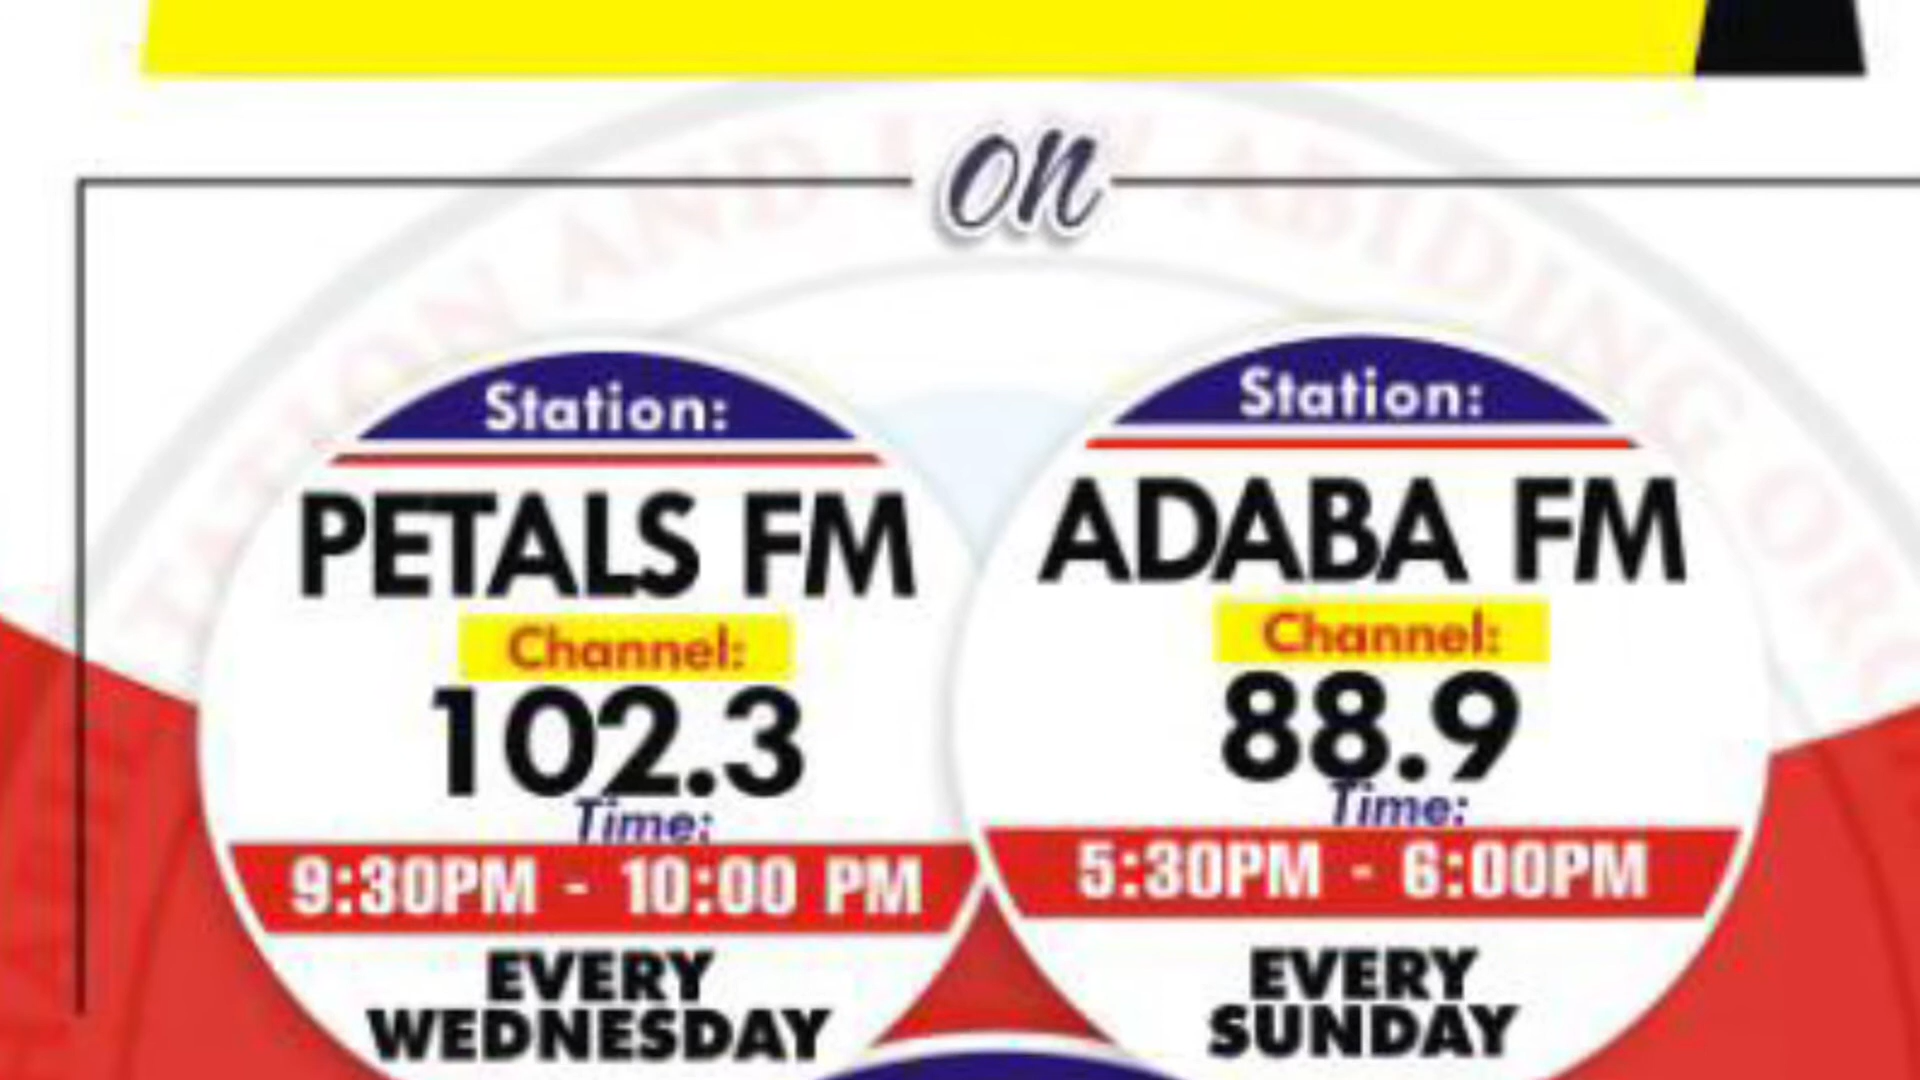 on
Station:
PETALS FM
Channel:
102.3
Time:
9:30PM - 10:00 PM
EVERY
WEDNESDAY
Station:
ADABA FM
Channel:
88.9
Time:
5:30PM - 6:00PM
EVERY
SUNDAY